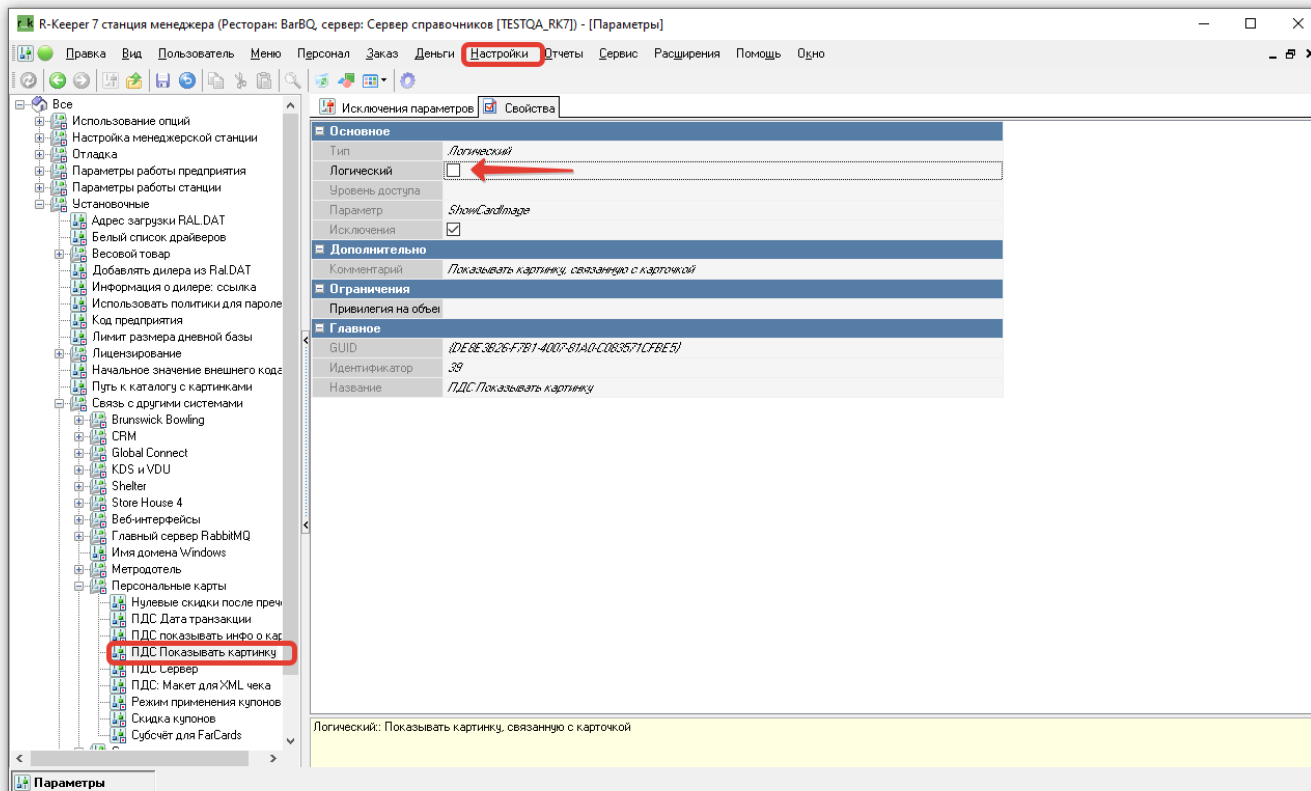 R-Keeper 7 станция менеджера (Ресторан: BarBQ, сервер: Сервер справочников [TESTQA_RK7]) - [Параметры]
Правка Вид Пользователь Меню Персонал Заказ Деньги Настройки Отчеты Сервис Расширения Помощь Окно
Все
Использование опций
Настройка менеджерской станции
Отладка
Параметры работы предприятия
Параметры работы станции
Установочные
Адрес загрузки RAL.DAT
Белый список драйверов
Весовой товар
Добавлять дилера из Ral.DAT
Информация о дилере: ссылка
Использовать политики для пароле
Код предприятия
Лимит размера дневной базы
Лицензирование
Начальное значение внешнего кода
Путь к каталогу с картинками
Связь с другими системами
Brunswick Bowling
CRM
Global Connect
KDS и VDU
Shelter
Store House 4
Веб-интерфейсы
Главный сервер RabbitMQ
Имя домена Windows
Метродотель
Персональные карты
Нулевые скидки после пречe
ПДС Дата транзакции
ПДС показывать инфо о кар
ПДС Показывать картинку
ПДС Сервер
ПДС: Макет для XML чека
Режим применения купонов
Скидка купонов
Субсчёт для FarCards
Исключения параметров Свойства
Основное
Тип Логический
Логический
Уровень доступа
Параметр ShowCardImage
Исключения
Дополнительно
Комментарий Показывать картинку, связанную с карточкой
Ограничения
Привилегия на объек
Главное
GUID {DE8E3B26-F7B1-4007-81A0-C083571CFBE5}
Идентификатор 39
Название ПДС Показывать картинку
Логический:: Показывать картинку, связанную с карточкой
Параметры